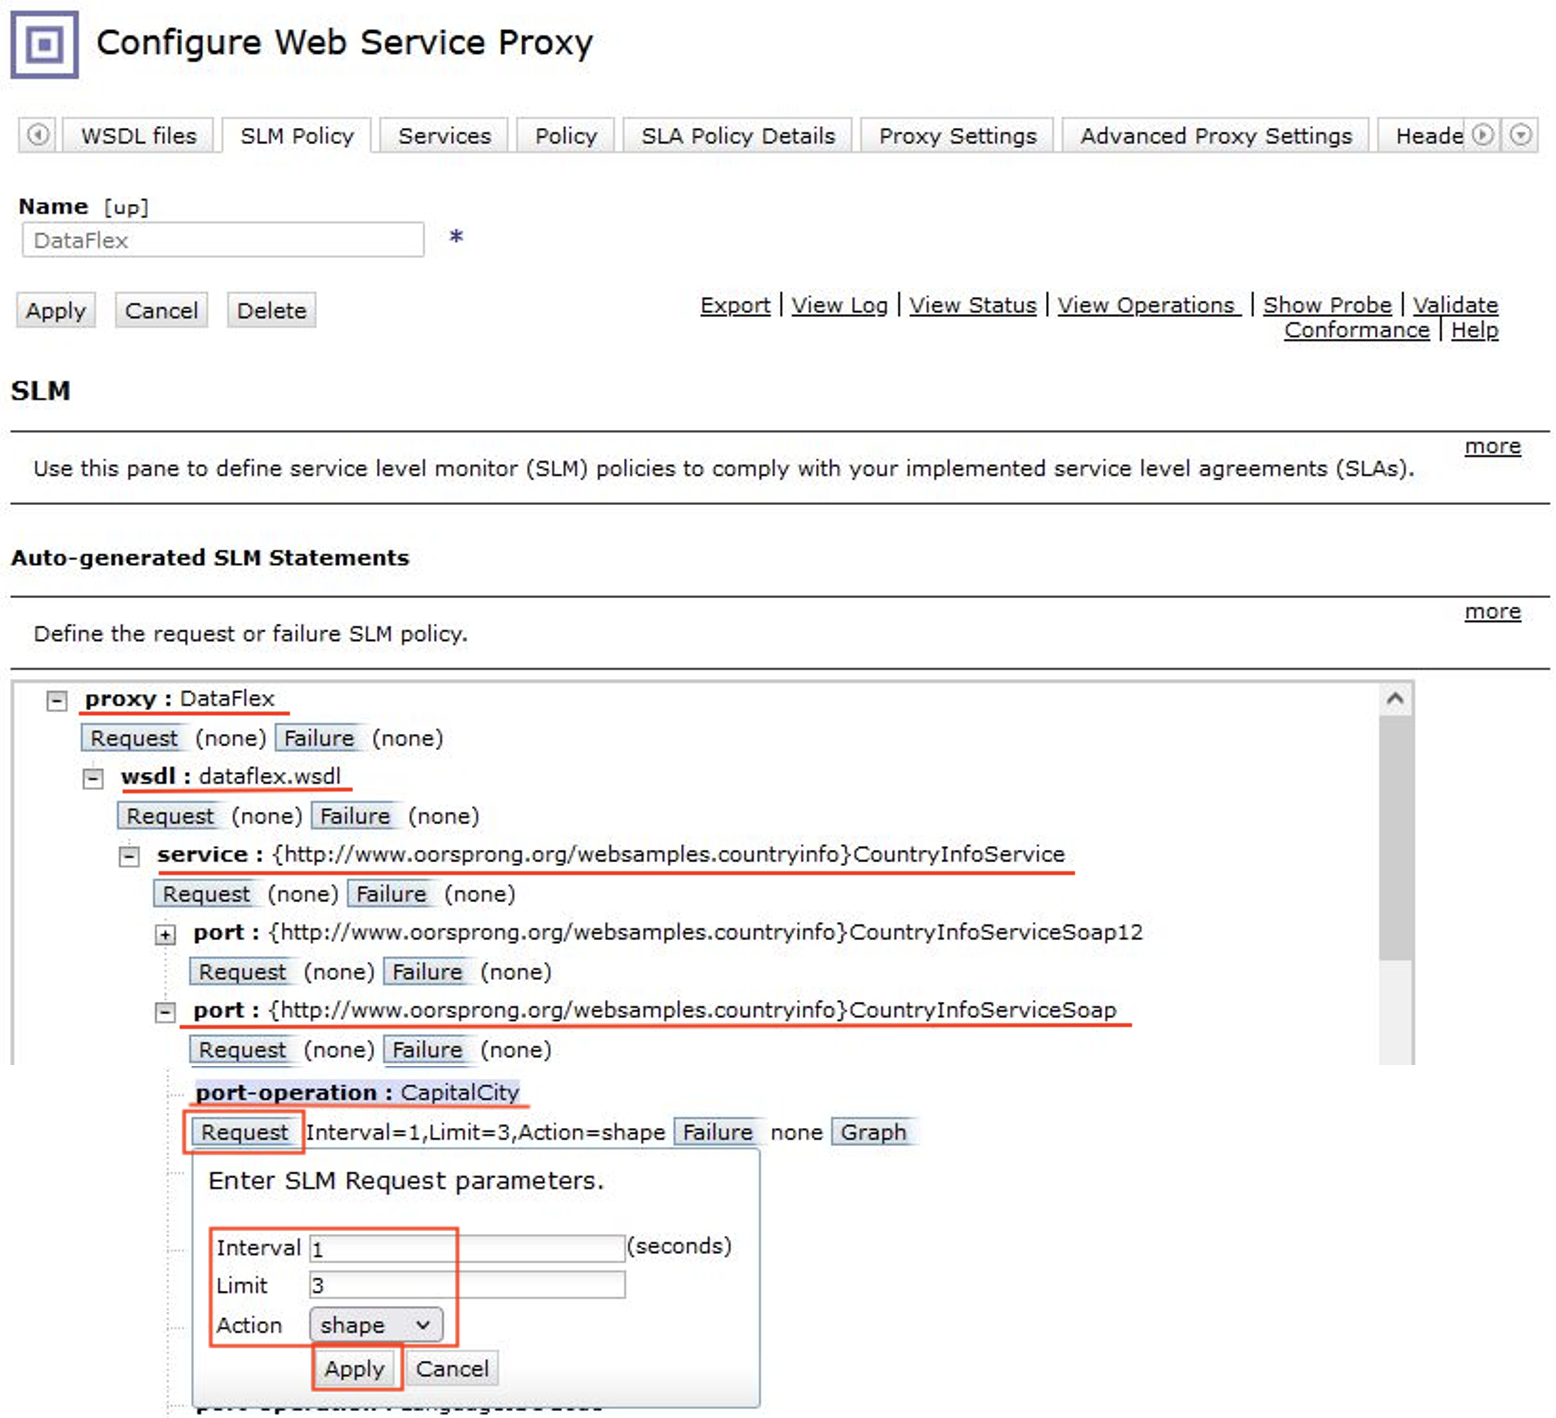 Configure Web Service Proxy
WSDL files SLM Policy Services Policy SLA Policy Details Proxy Settings Advanced Proxy Settings Heade
Name [up]
DataFlex *
Apply Cancel Delete
Export | View Log | View Status | View Operations | Show Probe | Validate
Conformance | Help
SLM
more
Use this pane to define service level monitor (SLM) policies to comply with your implemented service level agreements (SLAs).
Auto-generated SLM Statements
more
Define the request or failure SLM policy.
proxy : DataFlex
Request (none) Failure (none)
wsdl : dataflex.wsdl
Request (none) Failure (none)
service : {http://www.oorsprong.org/websamples.countryinfo}CountryInfoService
Request (none) Failure (none)
port : {http://www.oorsprong.org/websamples.countryinfo}CountryInfoServiceSoap12
Request (none) Failure (none)
port : {http://www.oorsprong.org/websamples.countryinfo}CountryInfoServiceSoap
Request (none) Failure (none)
port-operation : CapitalCity
Request Interval=1,Limit=3,Action=shape Failure none Graph
Enter SLM Request parameters.
Interval 1 (seconds)
Limit 3
Action shape
Apply Cancel